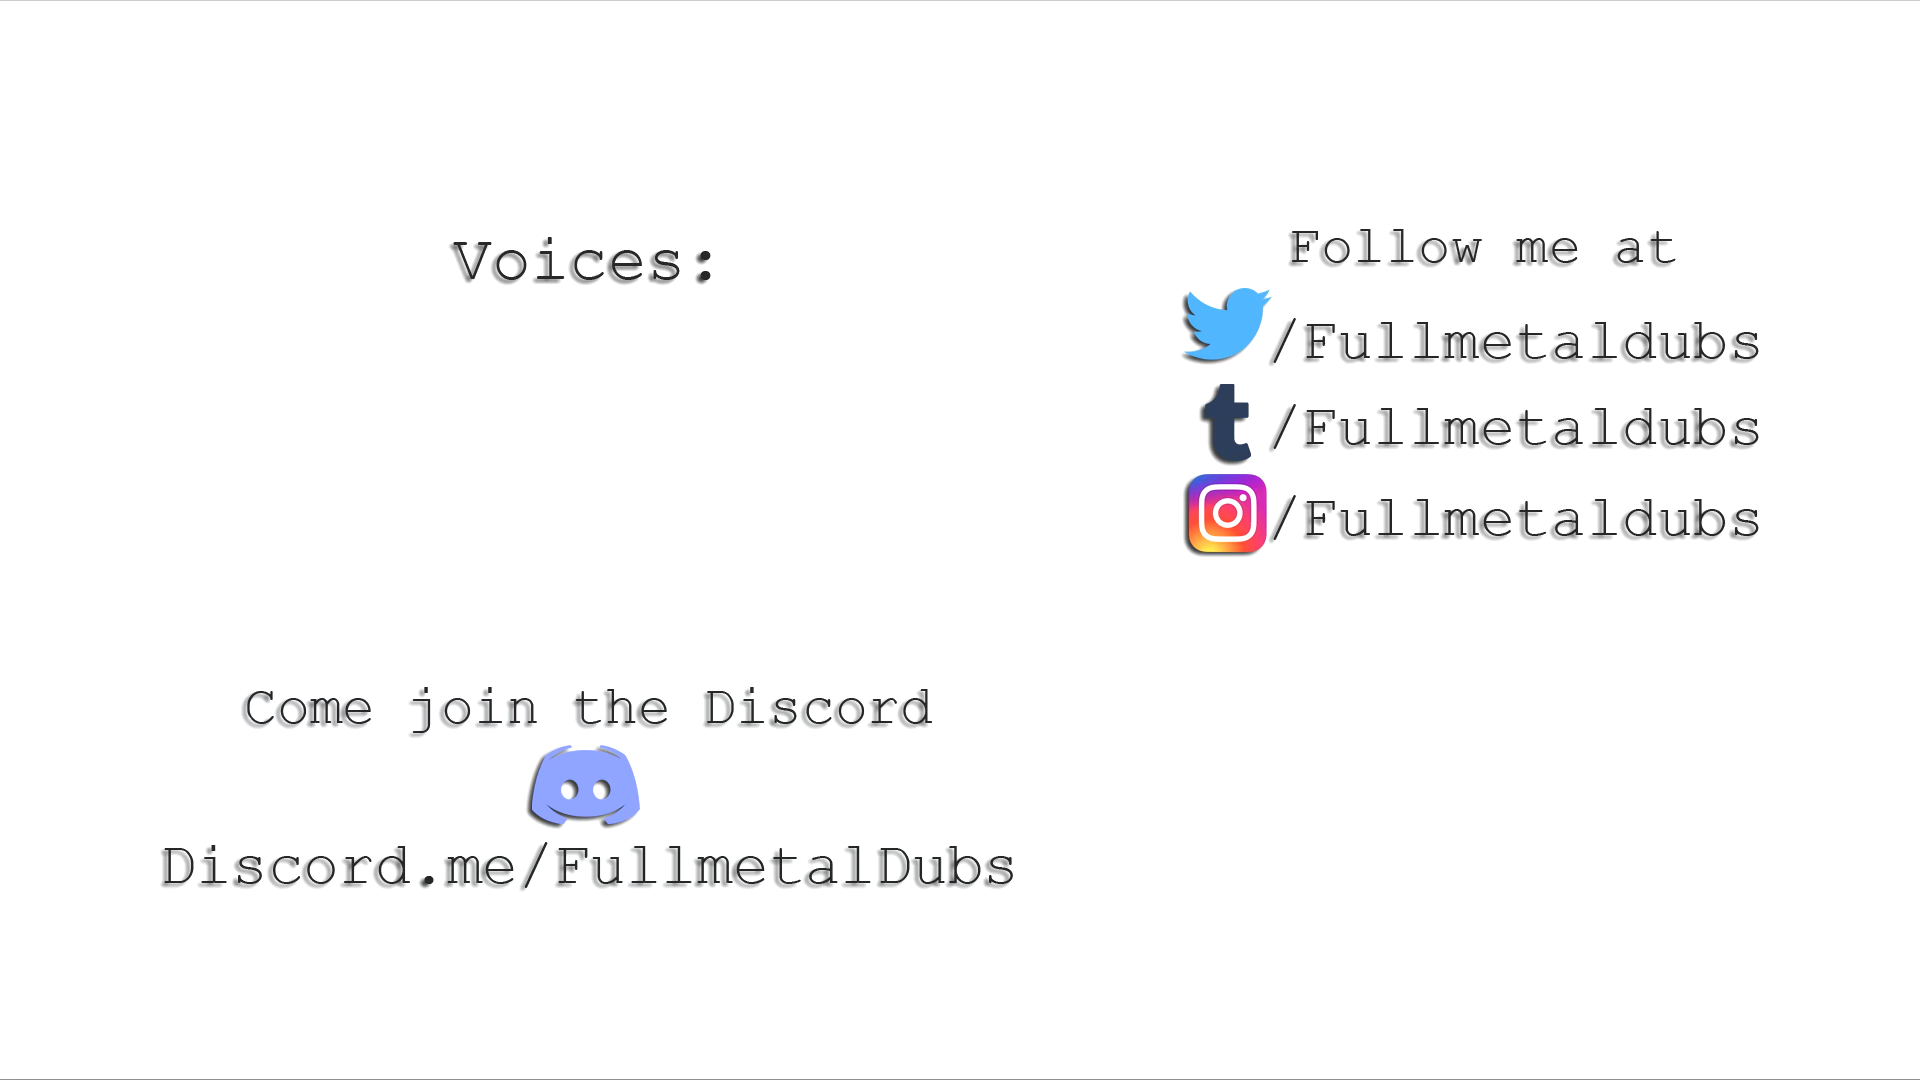 Voices:
Follow me at
/Fullmetaldubs
/Fullmetaldubs
/Fullmetaldubs
Come join the Discord
Discord.me/FullmetalDubs